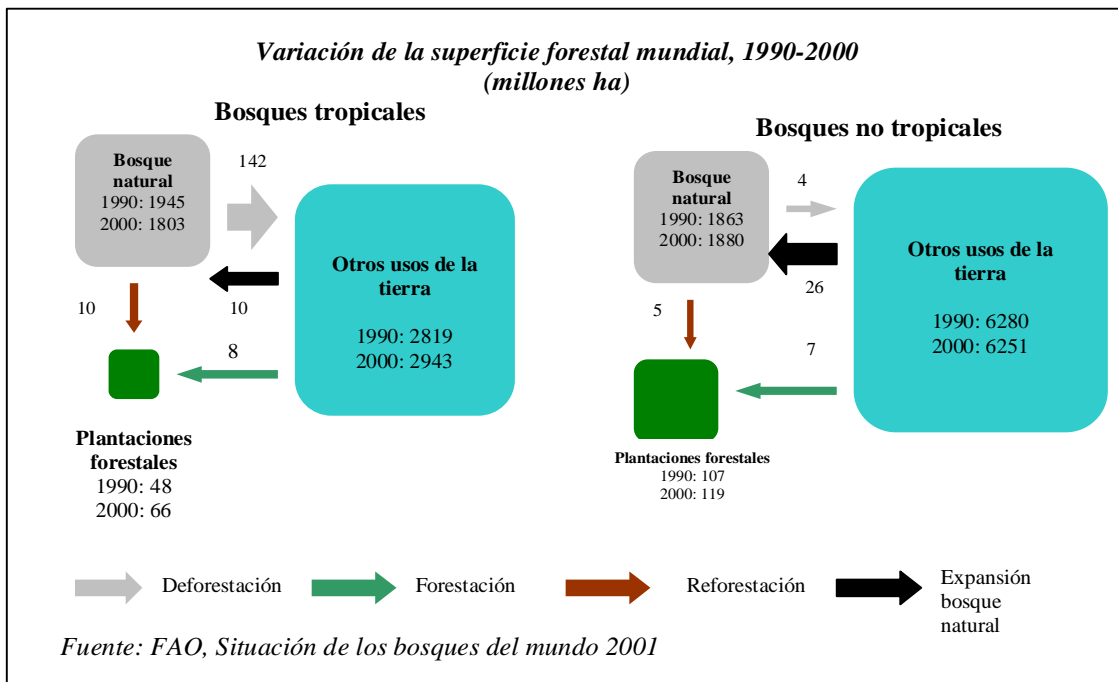 Variación de la superficie forestal mundial, 1990-2000
(millones ha)
Bosques tropicales
Bosque
natural
1990: 1945
2000: 1803
142
10
10
8
Otros usos de la
tierra
1990: 2819
2000: 2943
Plantaciones
forestales
1990: 48
2000: 66
Bosques no tropicales
Bosque
natural
1990: 1863
2000: 1880
4
26
5
7
Otros usos de la
tierra
1990: 6280
2000: 6251
Plantaciones forestales
1990: 107
2000: 119
Deforestación
Forestación
Reforestación
Expansión
bosque
natural
Fuente: FAO, Situación de los bosques del mundo 2001